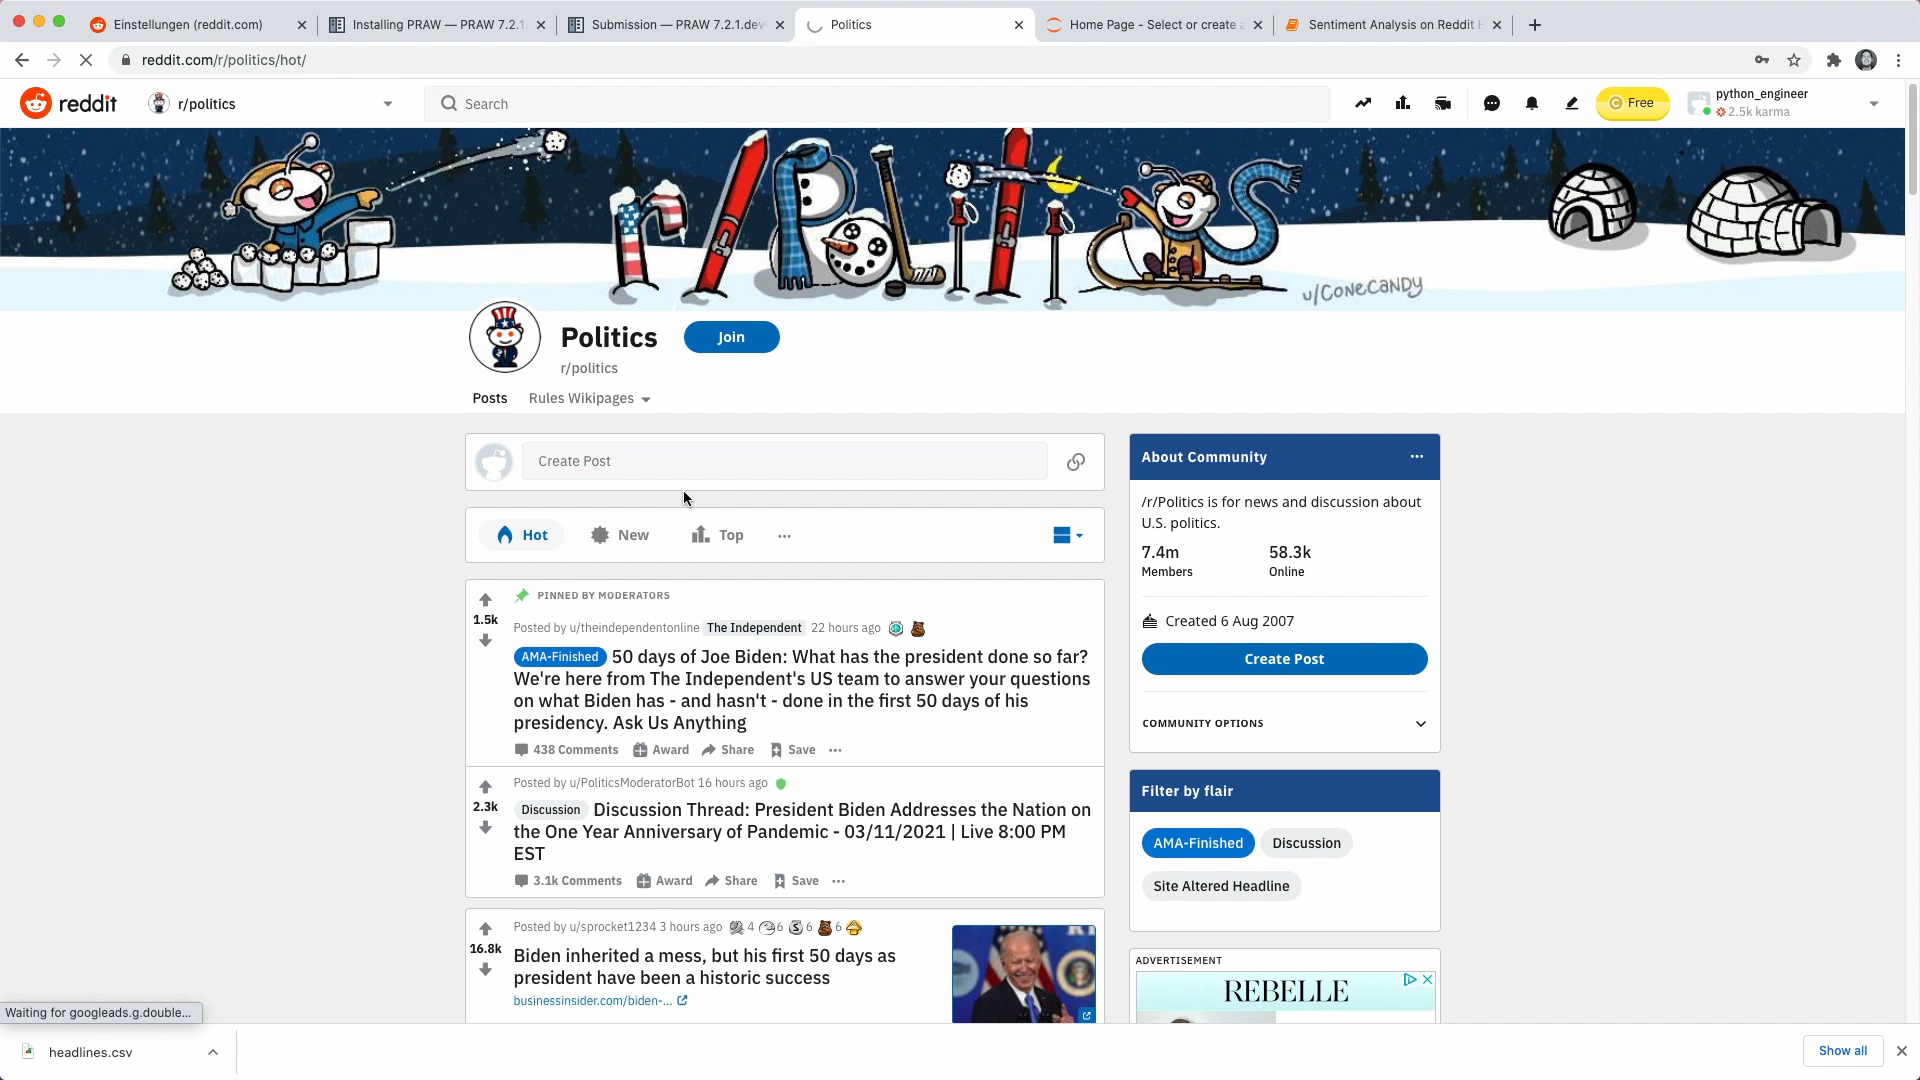 Einstellungen (reddit.com)
Installing PRAW — PRAW 7.2.1.
Submission — PRAW 7.2.1.dev
Politics
Home Page - Select or create a
Sentiment Analysis on Reddit H
reddit.com/r/politics/hot/
reddit
r/politics
Search
Free
python_engineer
2.5k karma
r/Politics
u/CONECANDY
Politics
Join
r/politics
Posts
Rules Wikipages
Create Post
Hot
New
Top
PINNED BY MODERATORS
1.5k
Posted by u/theindependentonline The Independent 22 hours ago
AMA-Finished 50 days of Joe Biden: What has the president done so far?
We're here from The Independent's US team to answer your questions
on what Biden has - and hasn't - done in the first 50 days of his
presidency. Ask Us Anything
438 Comments Award Share Save
Posted by u/PoliticsModeratorBot 16 hours ago
2.3k
Discussion Discussion Thread: President Biden Addresses the Nation on
the One Year Anniversary of Pandemic - 03/11/2021 | Live 8:00 PM
EST
3.1k Comments Award Share Save
Posted by u/sprocket1234 3 hours ago 4 6 6 6
16.8k
Biden inherited a mess, but his first 50 days as
president have been a historic success
businessinsider.com/biden-...
About Community
/r/Politics is for news and discussion about
U.S. politics.
7.4m
58.3k
Members
Online
Created 6 Aug 2007
Create Post
COMMUNITY OPTIONS
Filter by flair
AMA-Finished
Discussion
Site Altered Headline
ADVERTISEMENT
REBELLE
Waiting for googleads.g.double...
headlines.csv
Show all